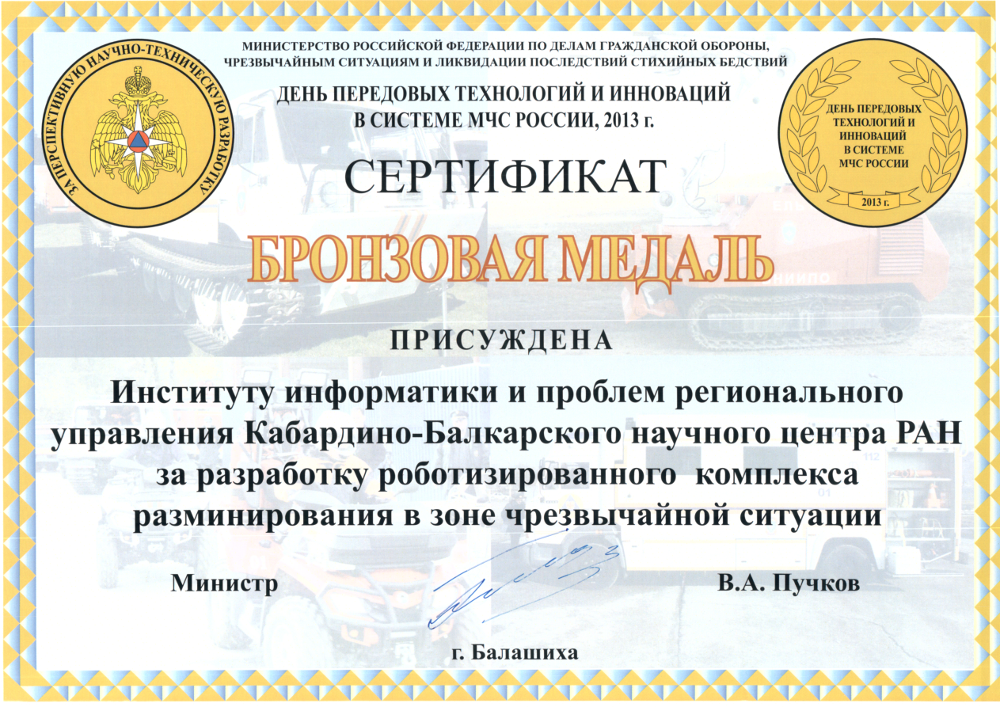 МИНИСТЕРСТВО РОССИЙСКОЙ ФЕДЕРАЦИИ ПО ДЕЛАМ ГРАЖДАНСКОЙ ОБОРОНЫ,
ЧРЕЗВЫЧАЙНЫМ СИТУАЦИЯМ И ЛИКВИДАЦИИ ПОСЛЕДСТВИЙ СТИХИЙНЫХ БЕДСТВИЙ
ЗА ПЕРСПЕКТИВНУЮ НАУЧНО-ТЕХНИЧЕСКУЮ РАЗРАБОТКУ
ДЕНЬ ПЕРЕДОВЫХ ТЕХНОЛОГИЙ И ИННОВАЦИЙ
В СИСТЕМЕ МЧС РОССИИ, 2013 г.
ДЕНЬ ПЕРЕДОВЫХ
ТЕХНОЛОГИЙ И
ИННОВАЦИЙ
В СИСТЕМЕ
МЧС РОССИИ
2013 г.
СЕРТИФИКАТ
БРОНЗОВАЯ МЕДАЛЬ
ПРИСУЖДЕНА
Институту информатики и проблем регионального
управления Кабардино-Балкарского научного центра РАН
за разработку роботизированного комплекса
разминирования в зоне чрезвычайной ситуации
112
01
Министр
В.А. Пучков
г. Балашиха